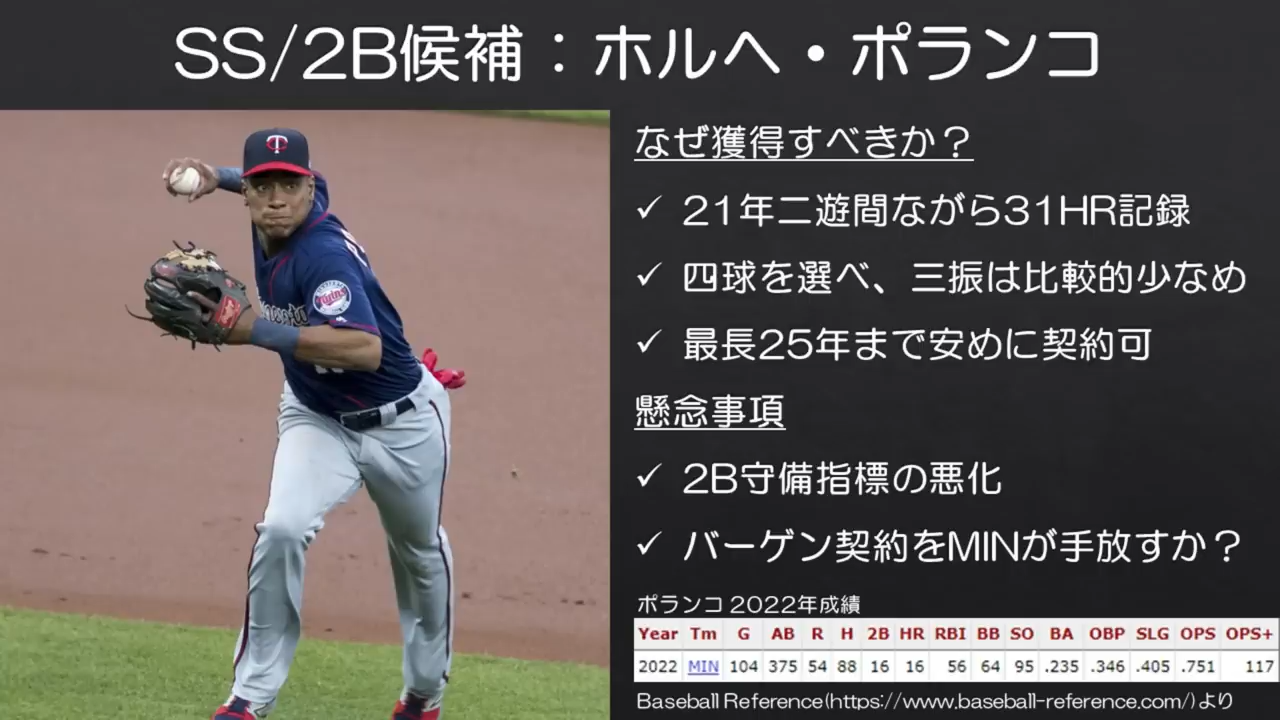 SS/2B候補：ホルヘ・ポランコ
なぜ獲得すべきか？
✓ 21年二遊間ながら31HR記録
✓ 四球を選べ、三振は比較的少なめ
✓ 最長25年まで安めに契約可
懸念事項
✓ 2B守備指標の悪化
✓ バーゲン契約をMINが手放すか？
ポランコ 2022年成績
Year Tm G AB R H 2B HR RBI BB SO BA OBP SLG OPS OPS+
2022 MIN 104 375 54 88 16 16 56 64 95 .235 .346 .405 .751 117
Baseball Reference(https://www.baseball-reference.com/)より
Twins